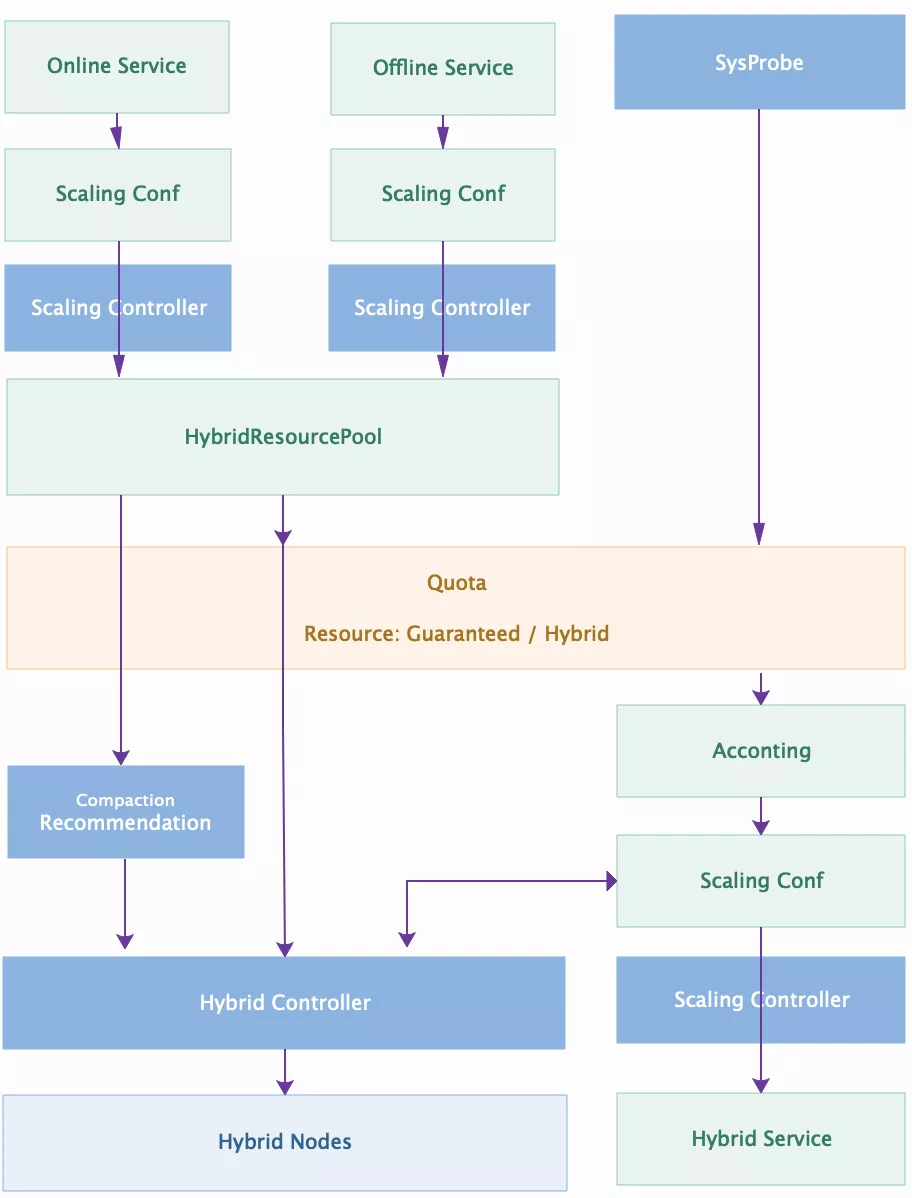 Online Service
Offline Service
SysProbe
Scaling Conf
Scaling Conf
Scaling Controller
Scaling Controller
HybridResourcePool
Quota
Resource: Guaranteed / Hybrid
Acconting
Compaction
Recommendation
Scaling Conf
Hybrid Controller
Scaling Controller
Hybrid Nodes
Hybrid Service